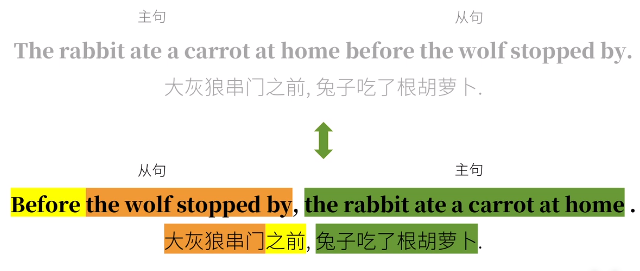 主句 从句
The rabbit ate a carrot at home before the wolf stopped by.
大灰狼串门之前, 兔子吃了根胡萝卜.
从句 主句
Before the wolf stopped by, the rabbit ate a carrot at home .
大灰狼串门之前, 兔子吃了根胡萝卜.